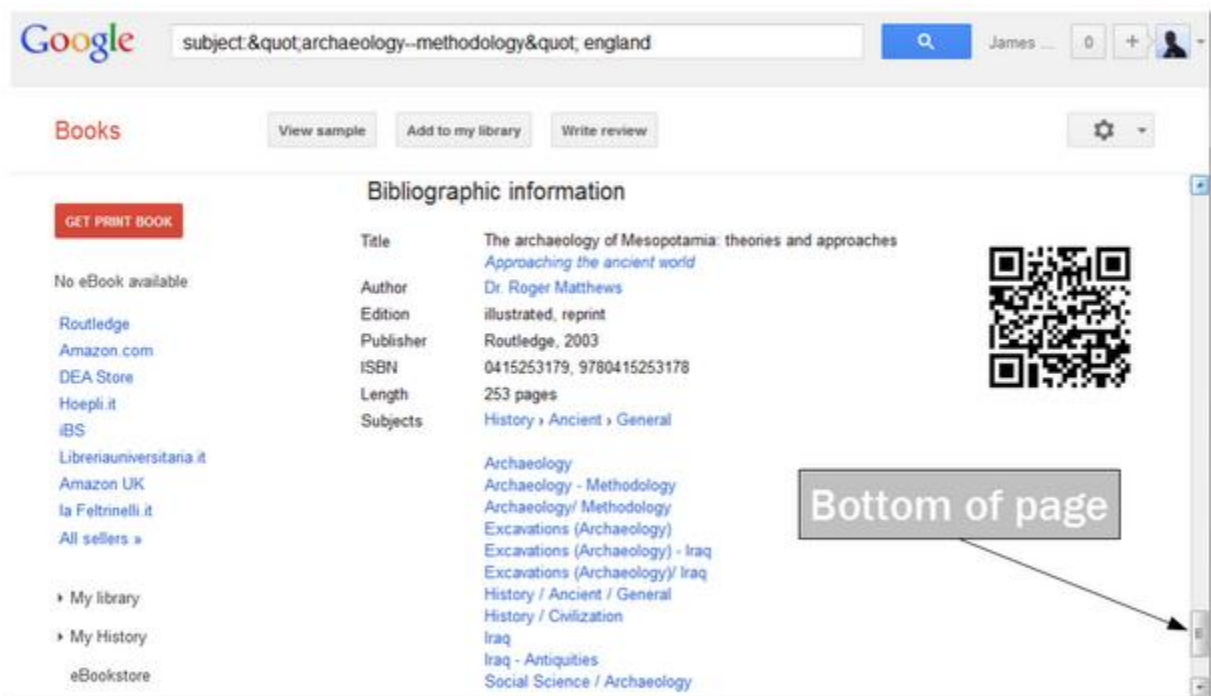 Google
subject:&quot;archaeology--methodology&quot; england
James ...
0
+
Books
View sample
Add to my library
Write review
GET PRINT BOOK
No eBook available
Routledge
Amazon.com
DEA Store
Hoepli.it
iBS
Libreriauniversitaria.it
Amazon UK
la Feltrinelli.it
All sellers »
My library
My History
eBookstore
Bibliographic information
Title The archaeology of Mesopotamia: theories and approaches
Approaching the ancient world
Author Dr. Roger Matthews
Edition illustrated, reprint
Publisher Routledge, 2003
ISBN 0415253179, 9780415253178
Length 253 pages
Subjects History › Ancient › General
Archaeology
Archaeology - Methodology
Archaeology/ Methodology
Excavations (Archaeology)
Excavations (Archaeology) - Iraq
Excavations (Archaeology)/ Iraq
History / Ancient / General
History / Civilization
Iraq
Iraq - Antiquities
Social Science / Archaeology
Bottom of page